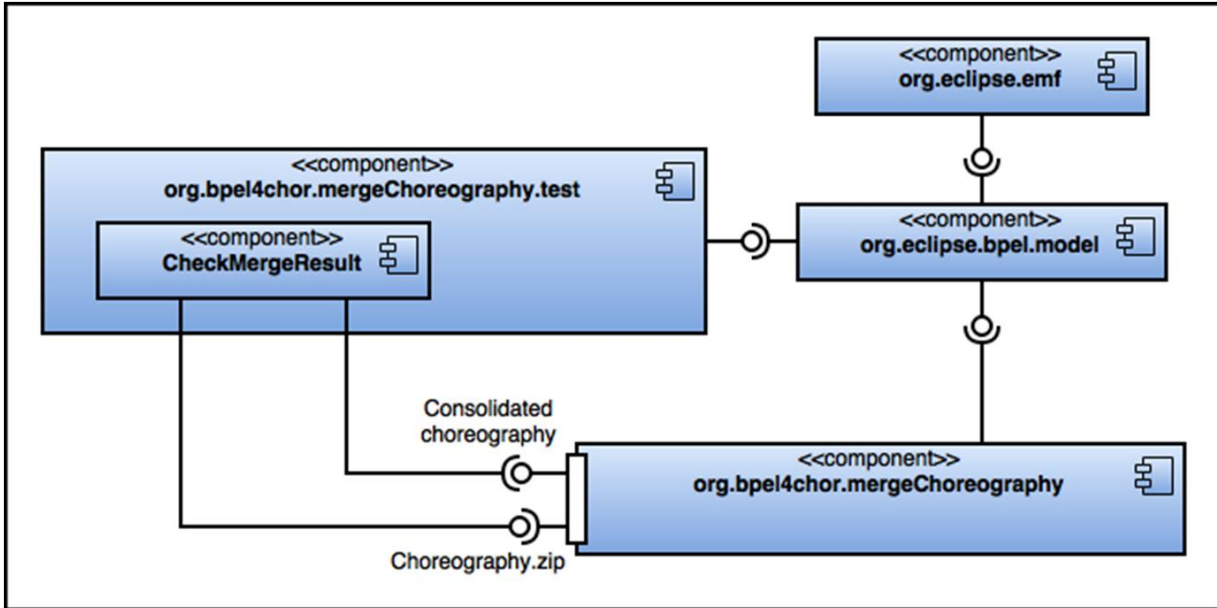 <<component>>
org.eclipse.emf
<<component>>
org.bpel4chor.mergeChoreography.test
<<component>>
CheckMergeResult
<<component>>
org.eclipse.bpel.model
Consolidated
choreography
<<component>>
org.bpel4chor.mergeChoreography
Choreography.zip